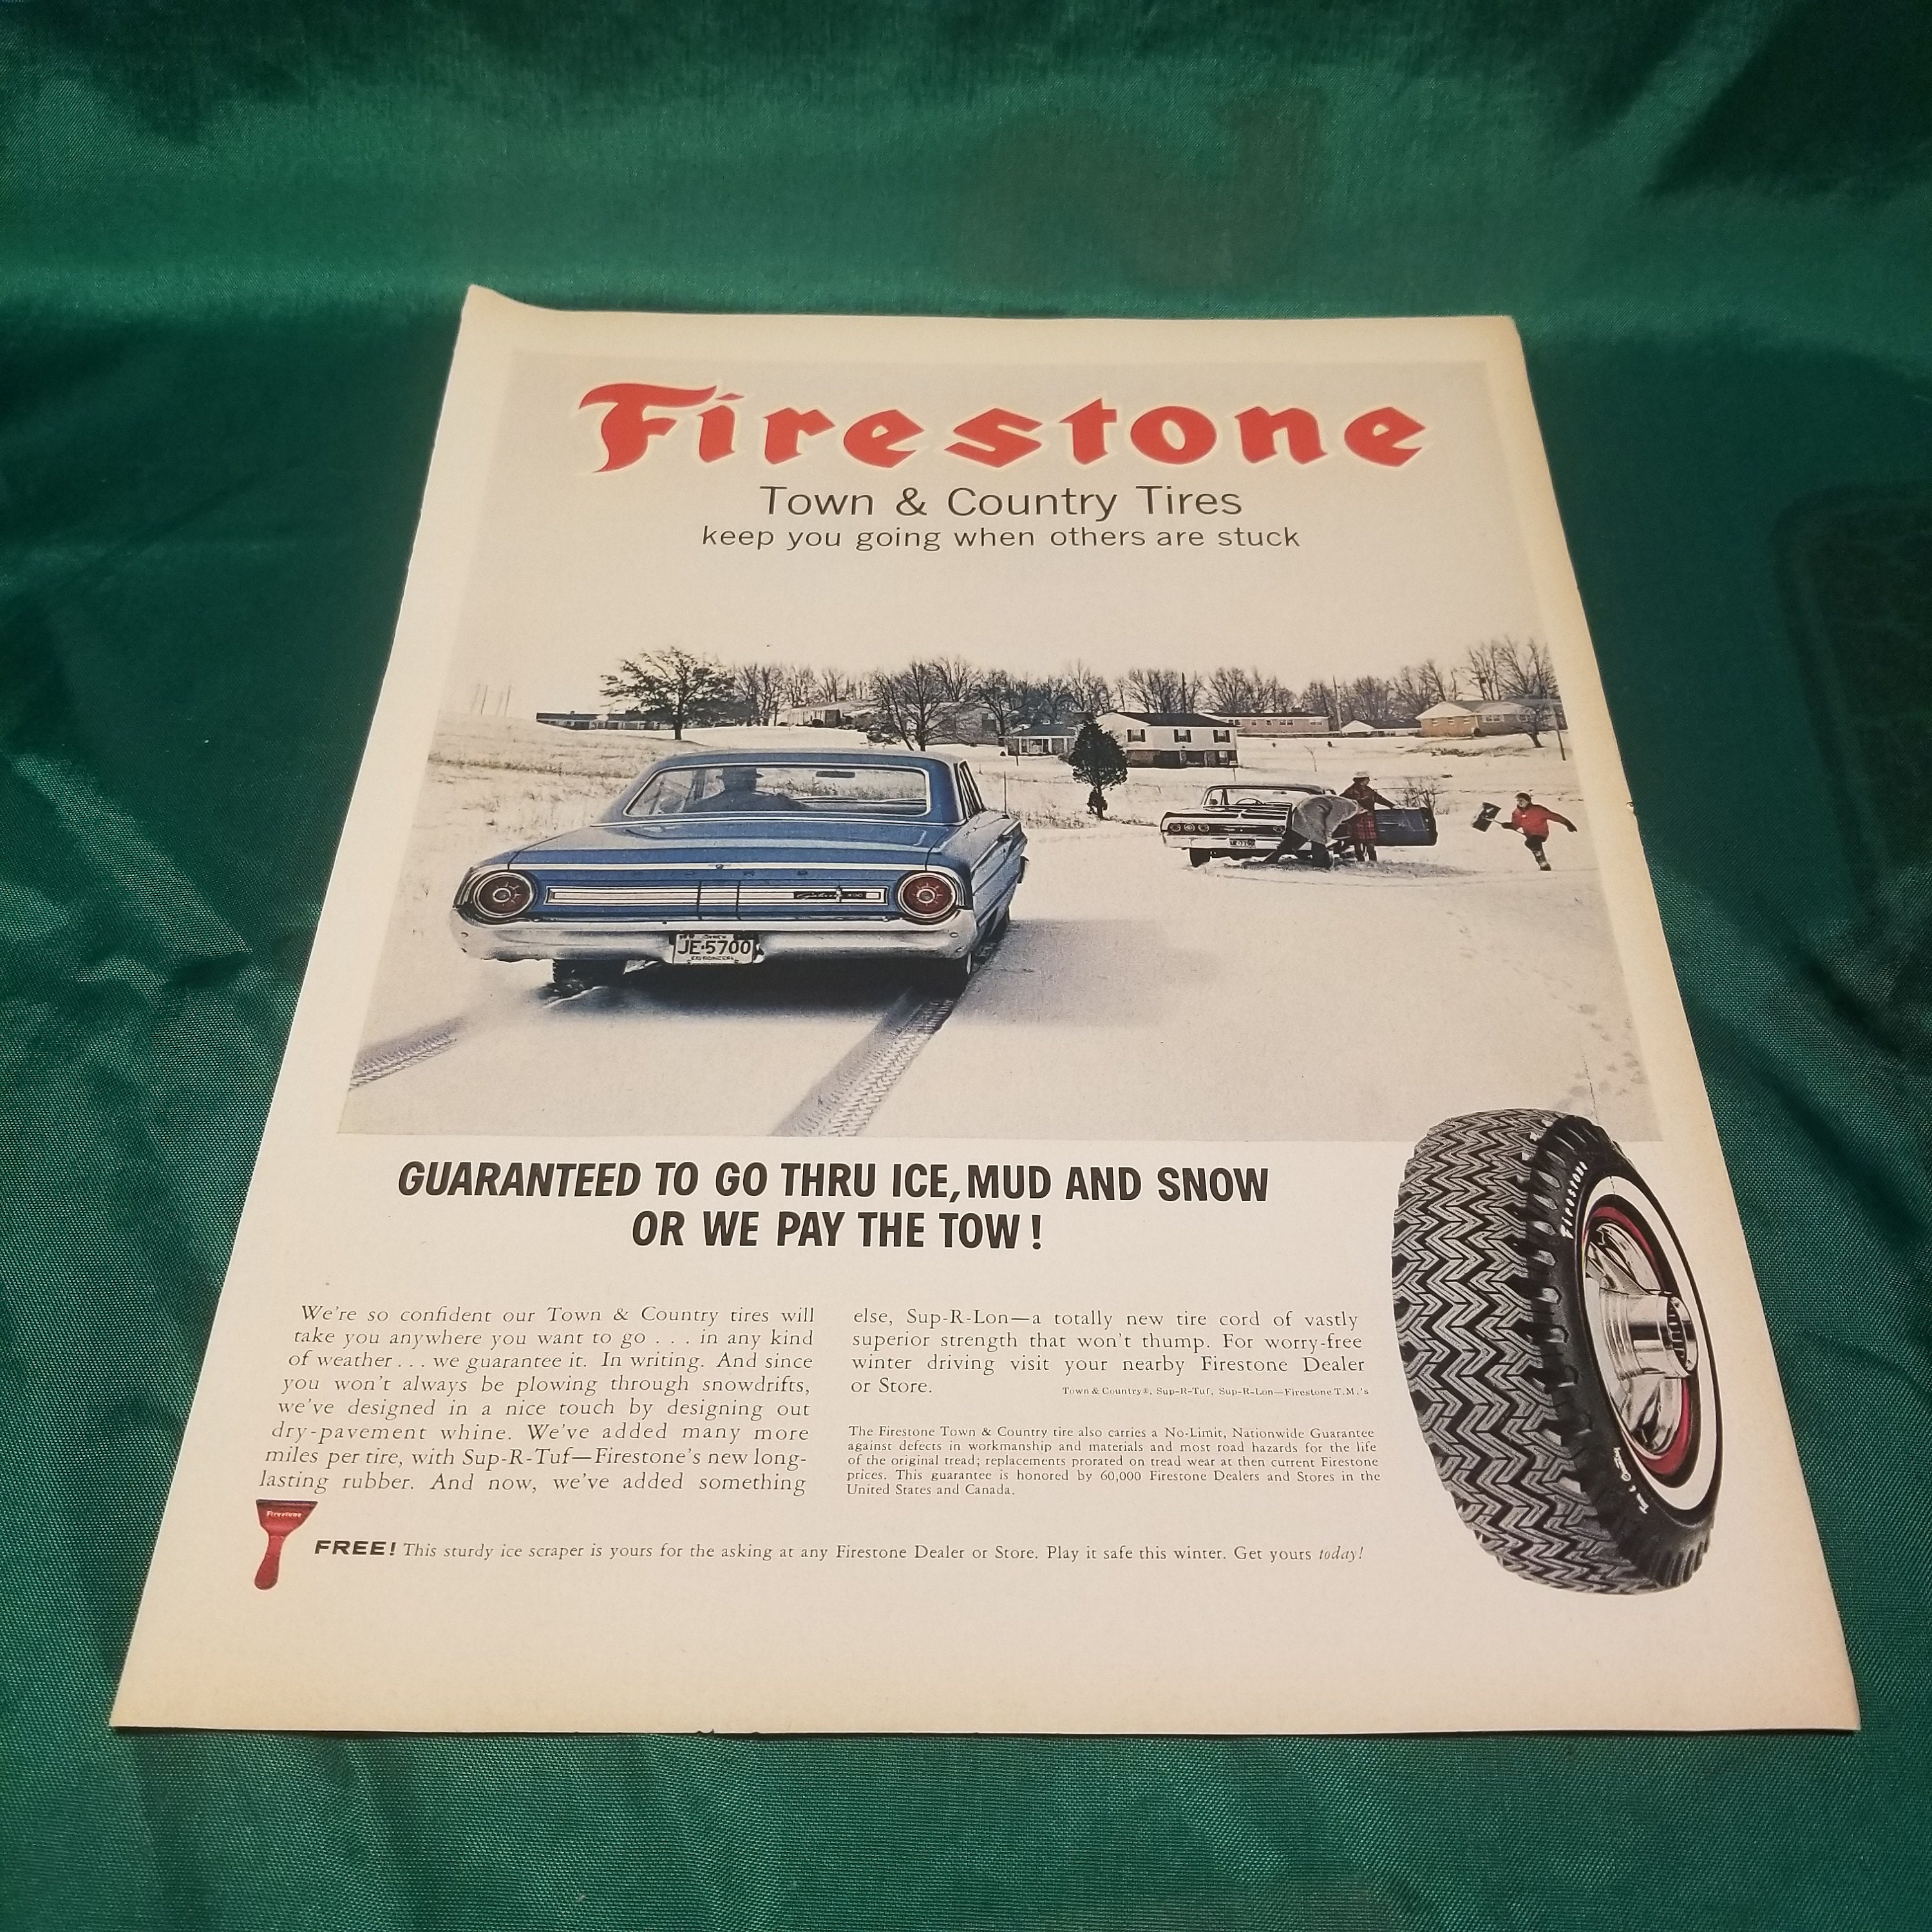 Firestone
Town & Country Tires
keep you going when others are stuck
FORD
JE·5700
GUARANTEED TO GO THRU ICE, MUD AND SNOW
OR WE PAY THE TOW!
FIRESTONE
We're so confident our Town & Country tires will
take you anywhere you want to go . . . in any kind
of weather . . . we guarantee it. In writing. And since
you won't always be plowing through snowdrifts,
we've designed in a nice touch by designing out
dry-pavement whine. We've added many more
miles per tire, with Sup-R-Tuf—Firestone's new long-
lasting rubber. And now, we've added something
else, Sup-R-Lon—a totally new tire cord of vastly
superior strength that won't thump. For worry-free
winter driving visit your nearby Firestone Dealer
or Store.
Town & Country®, Sup-R-Tuf, Sup-R-Lon—Firestone T.M.'s
The Firestone Town & Country tire also carries a No-Limit, Nationwide Guarantee
against defects in workmanship and materials and most road hazards for the life
of the original tread; replacements prorated on tread wear at then current Firestone
prices. This guarantee is honored by 60,000 Firestone Dealers and Stores in the
United States and Canada.
Town &
Firestone
FREE! This sturdy ice scraper is yours for the asking at any Firestone Dealer or Store. Play it safe this winter. Get yours today!